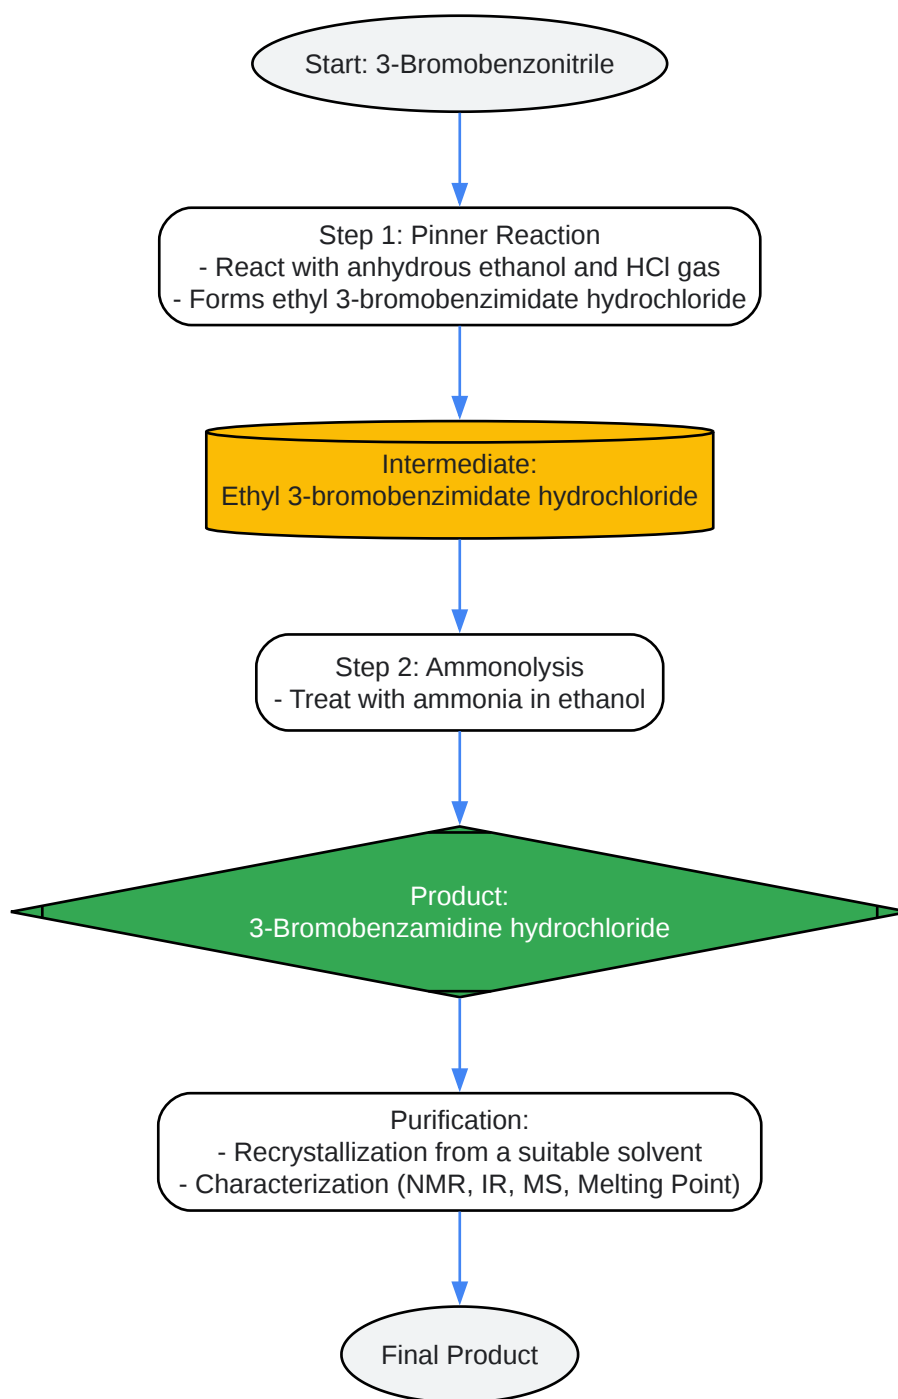 Start: 3-Bromobenzonitrile
Step 1: Pinner Reaction
- React with anhydrous ethanol and HCl gas
- Forms ethyl 3-bromobenzimidate hydrochloride
Intermediate:
Ethyl 3-bromobenzimidate hydrochloride
Step 2: Ammonolysis
- Treat with ammonia in ethanol
Product:
3-Bromobenzamidine hydrochloride
Purification:
- Recrystallization from a suitable solvent
- Characterization (NMR, IR, MS, Melting Point)
Final Product